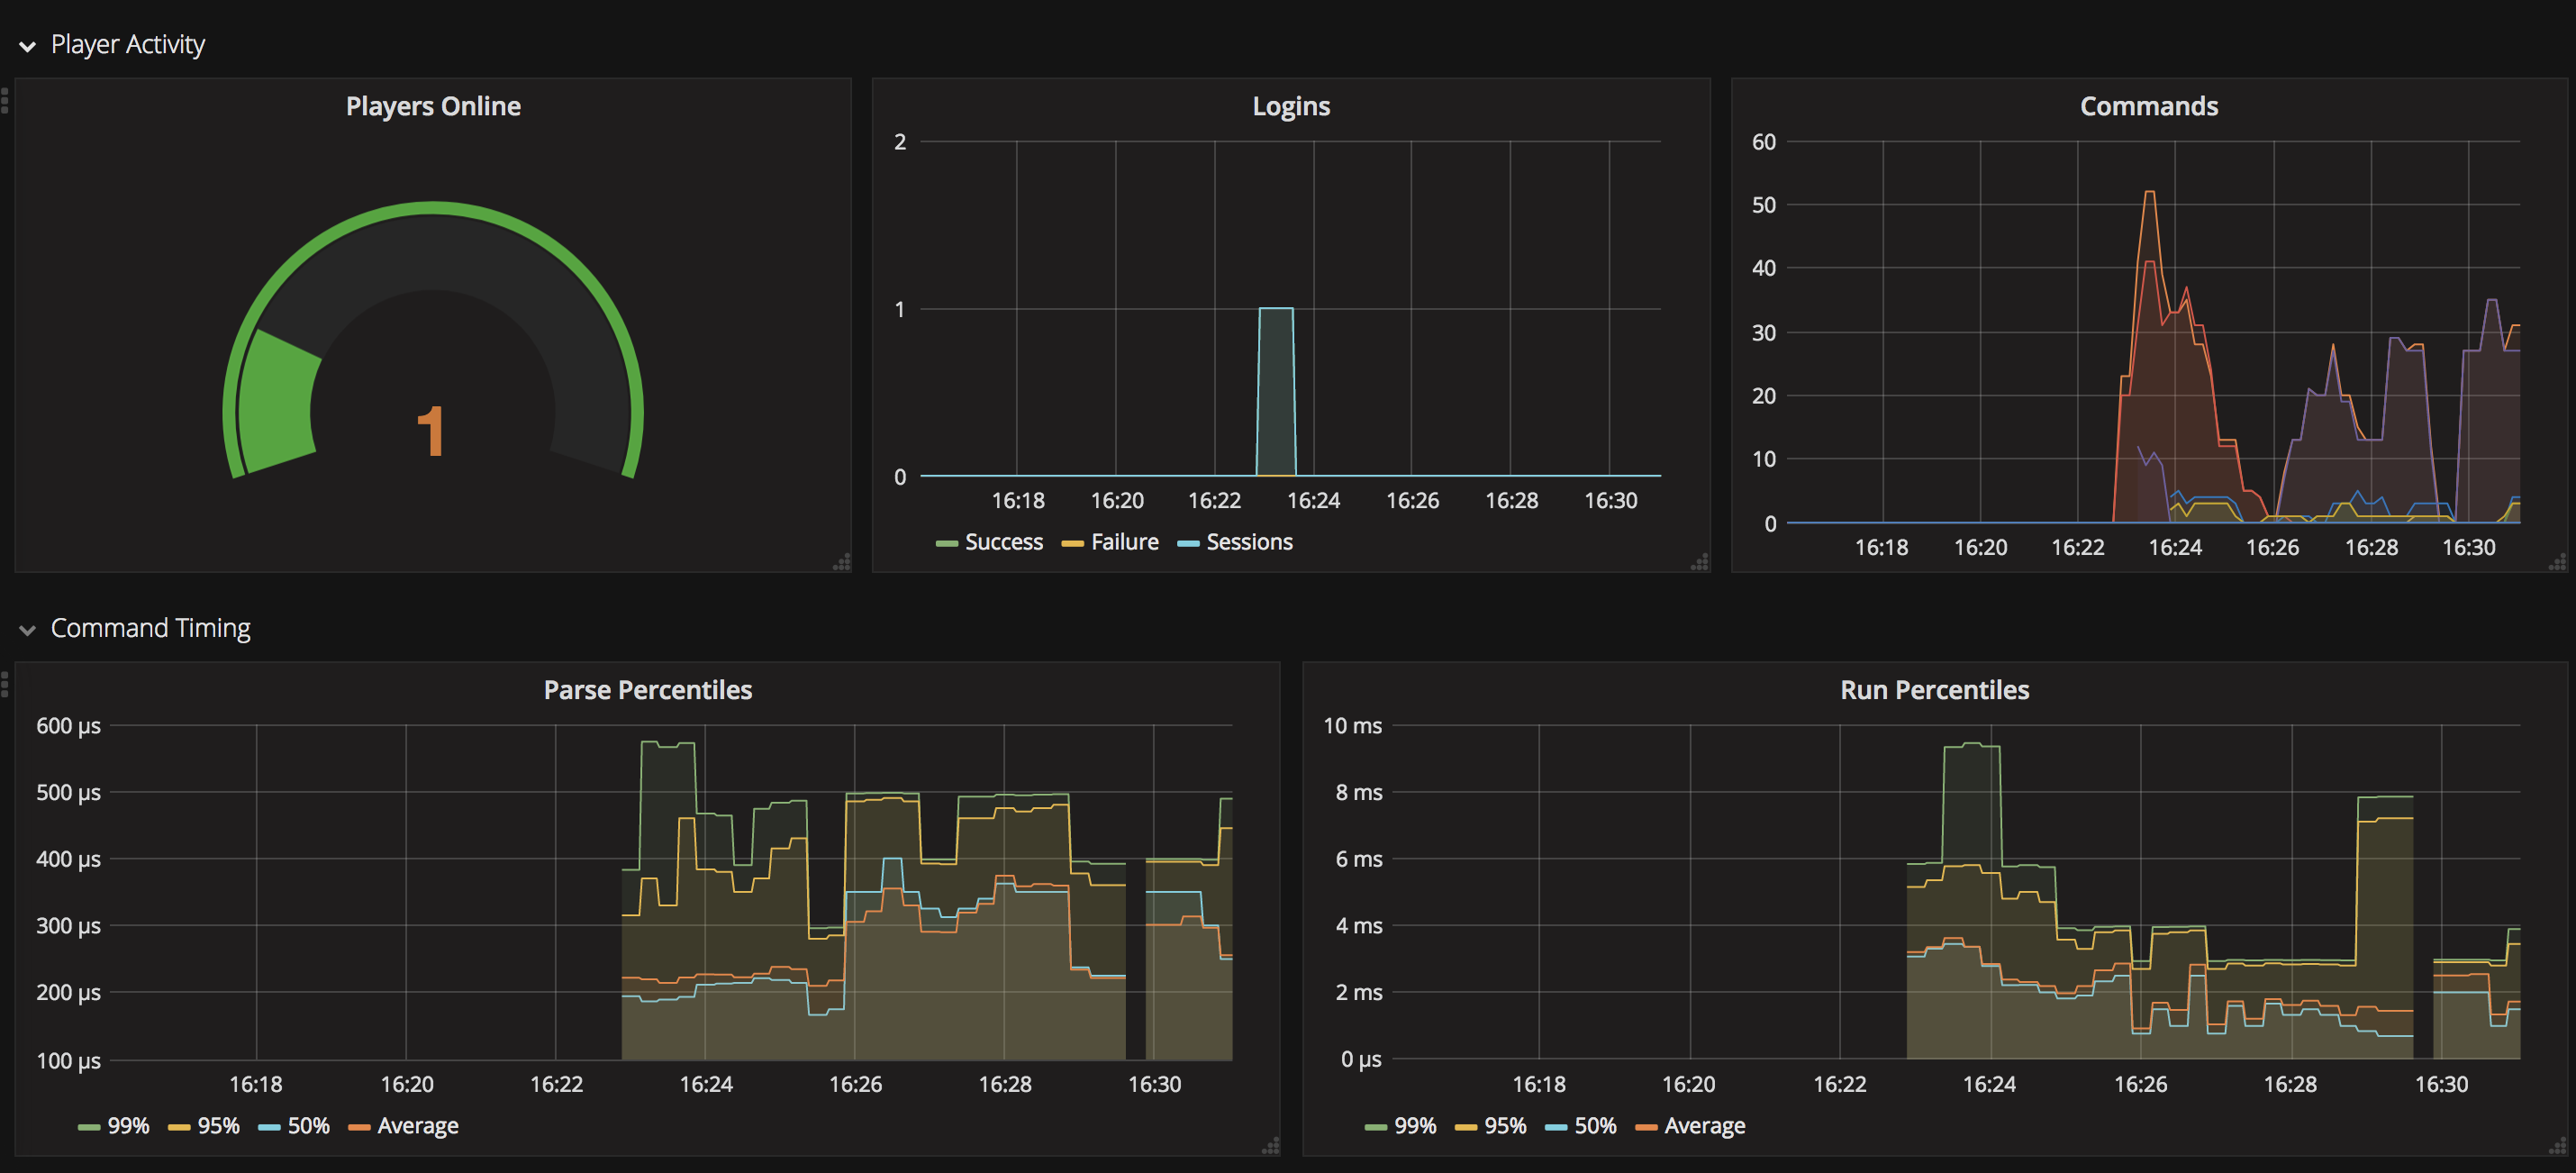 Player Activity
Players Online
1
Logins
2
1
0
16:18 16:20 16:22 16:24 16:26 16:28 16:30
Success Failure Sessions
Commands
60
50
40
30
20
10
0
16:18 16:20 16:22 16:24 16:26 16:28 16:30
Command Timing
Parse Percentiles
600 µs
500 µs
400 µs
300 µs
200 µs
100 µs
16:18 16:20 16:22 16:24 16:26 16:28 16:30
99% 95% 50% Average
Run Percentiles
10 ms
8 ms
6 ms
4 ms
2 ms
0 µs
16:18 16:20 16:22 16:24 16:26 16:28 16:30
99% 95% 50% Average